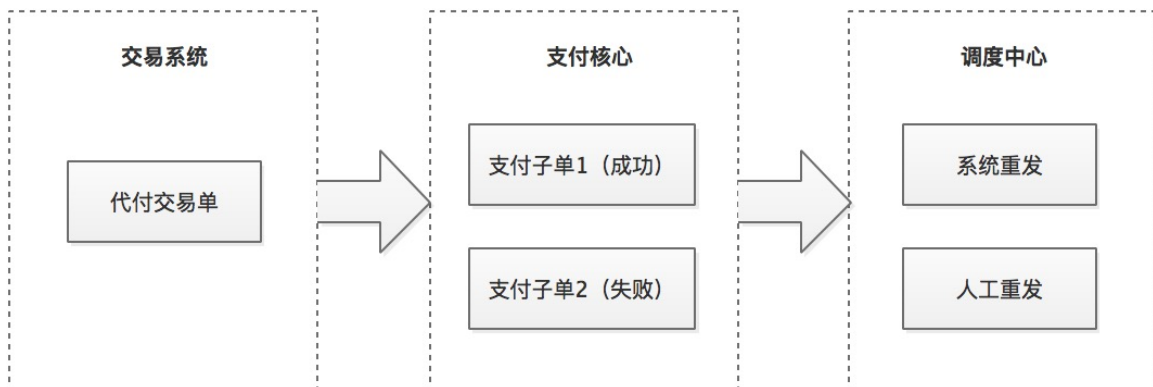 交易系统
代付交易单
支付核心
支付子单1（成功）
支付子单2（失败）
调度中心
系统重发
人工重发